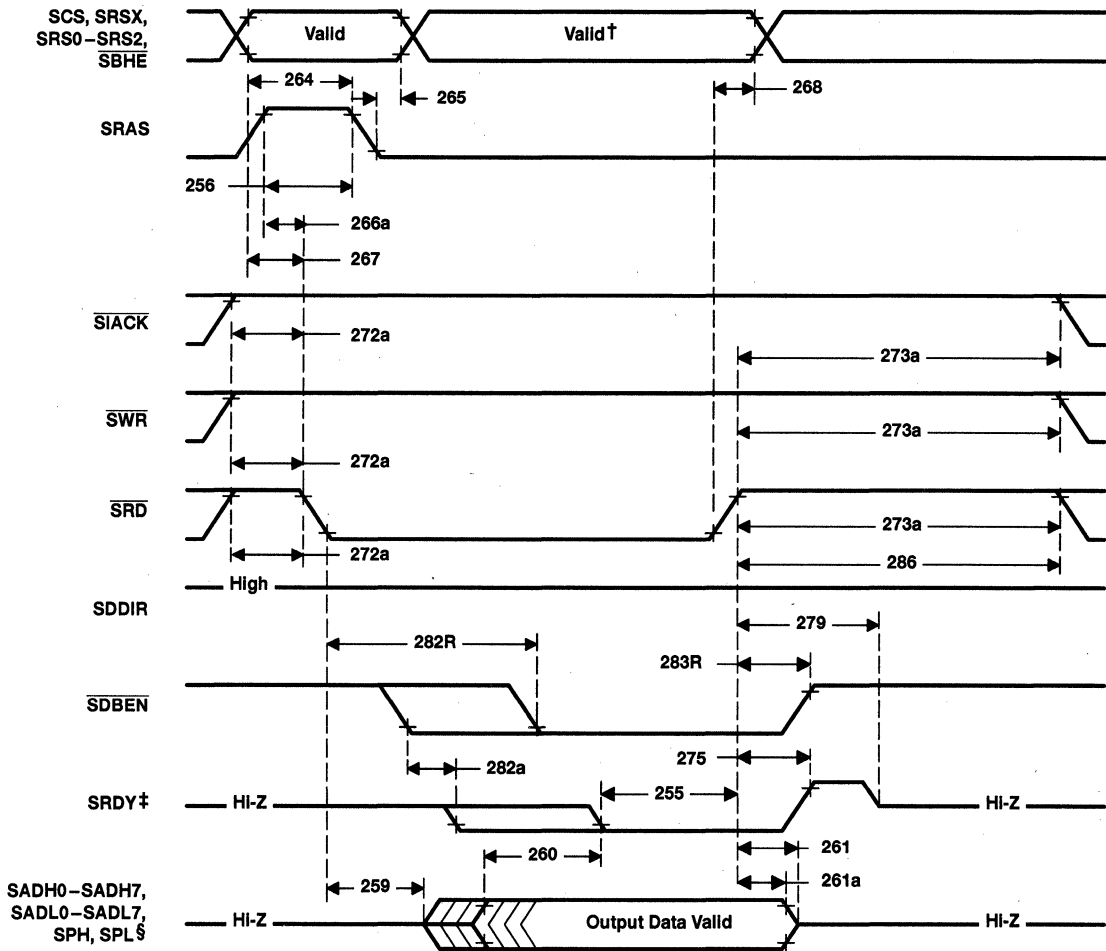 SCS, SRSX,
SRS0–SRS2,
SBHE
Valid
Valid†
264
265
268
SRAS
256
266a
267
SIACK
272a
273a
SWR
273a
272a
SRD
273a
272a
286
High
SDDIR
279
282R
283R
SDBEN
275
282a
SRDY‡
Hi-Z
255
Hi-Z
260
261
259
261a
SADH0–SADH7,
SADL0–SADL7,
SPH, SPL§
Hi-Z
Output Data Valid
Hi-Z